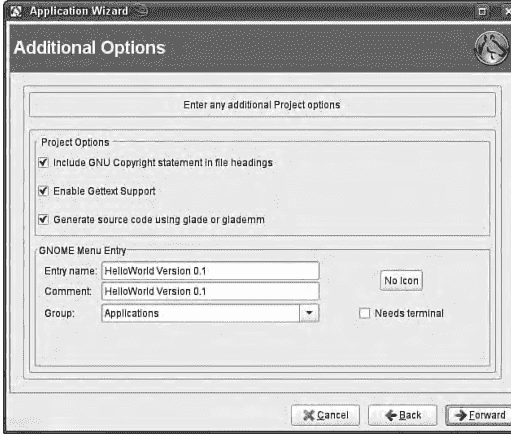 Application Wizard
Additional Options
Enter any additional Project options
Project Options
Include GNU Copyright statement in file headings
Enable Gettext Support
Generate source code using glade or glademm
GNOME Menu Entry
Entry name: HelloWorld Version 0.1
Comment: HelloWorld Version 0.1
No Icon
Group: Applications
Needs terminal
Cancel Back Forward